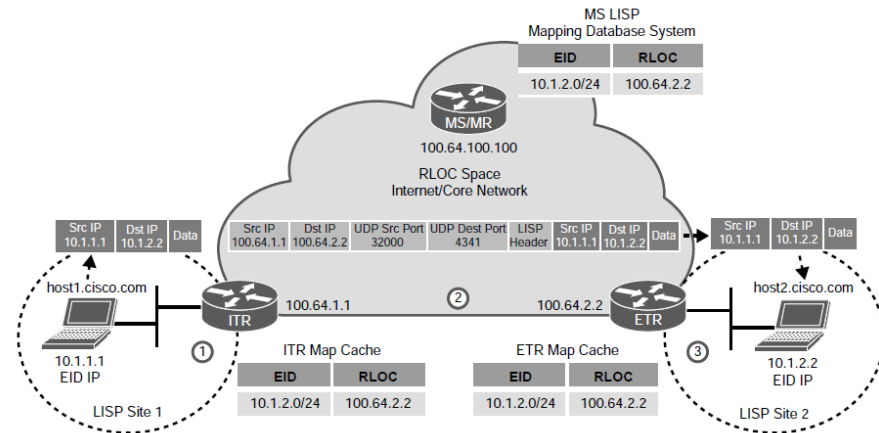 MS LISP
Mapping Database System
EID RLOC
10.1.2.0/24 100.64.2.2
MS/MR
100.64.100.100
RLOC Space
Internet/Core Network
Src IP Dst IP Data
10.1.1.1 10.1.2.2
Src IP Dst IP UDP Src Port UDP Dest Port LISP Src IP Dst IP Data
100.64.1.1 100.64.2.2 32000 4341 Header 10.1.1.1 10.1.2.2
Src IP Dst IP Data
10.1.1.1 10.1.2.2
host1.cisco.com
100.64.1.1
2
100.64.2.2
host2.cisco.com
ITR
ETR
1
3
10.1.1.1
EID IP
LISP Site 1
ITR Map Cache
EID RLOC
10.1.2.0/24 100.64.2.2
ETR Map Cache
EID RLOC
10.1.2.0/24 100.64.2.2
10.1.2.2
EID IP
LISP Site 2